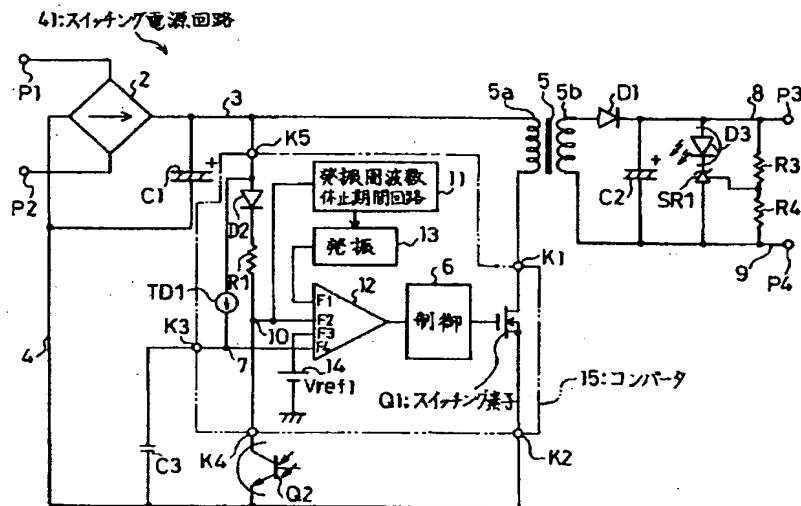 41:スイッチング電源回路
P1
2
3
5a
5
5b
D1
8
P3
K5
C1
+
P2
D2
発振周波数
休止期間回路
11
発振
13
C2
+
D3
SR1
R3
R4
R1
TD1
12
6
K1
9
P4
F1
F2
F3
F4
制御
K3
7
10
14
Vref1
4
Q1:スイッチング素子
15:コンバータ
C3
K4
Q2
K2